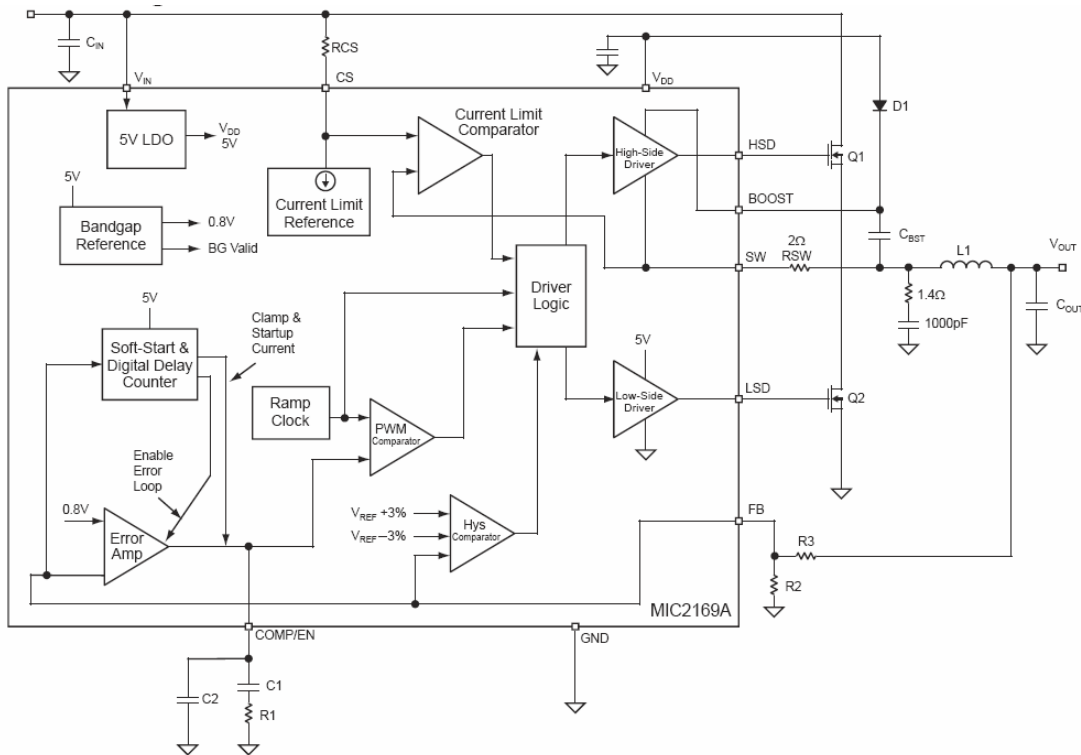 C_IN
RCS
V_IN
CS
V_DD
D1
5V LDO
V_DD
5V
Current Limit
Comparator
High-Side
Driver
HSD
Q1
5V
Current Limit
Reference
BOOST
Bandgap
Reference
0.8V
BG Valid
C_BST
2Ω
RSW
SW
L1
V_OUT
Driver
Logic
1.4Ω
C_OUT
1000pF
5V
Clamp &
Startup
Current
5V
Soft-Start &
Digital Delay
Counter
Low-Side
Driver
LSD
Q2
Ramp
Clock
PWM
Comparator
Enable
Error
Loop
0.8V
Error
Amp
V_REF +3%
V_REF –3%
Hys
Comparator
FB
R3
R2
MIC2169A
COMP/EN
GND
C2
C1
R1